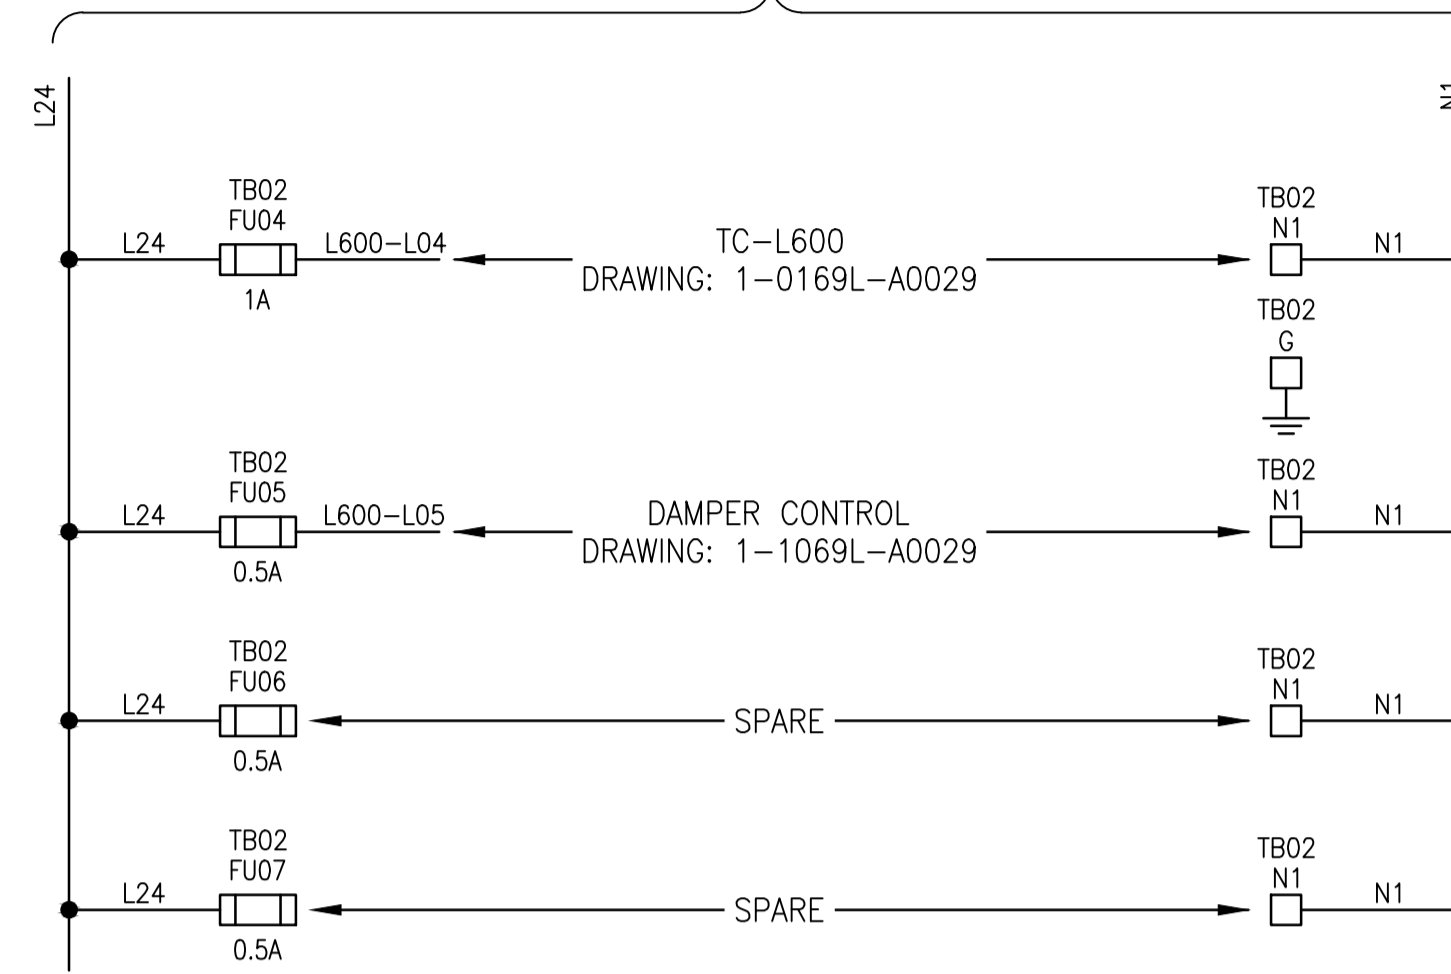 L24
N1
TB02
FU04
L24
L600-L04
1A
TC-L600
DRAWING: 1-0169L-A0029
TB02
N1
N1
TB02
G
TB02
FU05
L24
L600-L05
0.5A
DAMPER CONTROL
DRAWING: 1-1069L-A0029
TB02
N1
N1
TB02
FU06
L24
0.5A
SPARE
TB02
N1
N1
TB02
FU07
L24
0.5A
SPARE
TB02
N1
N1